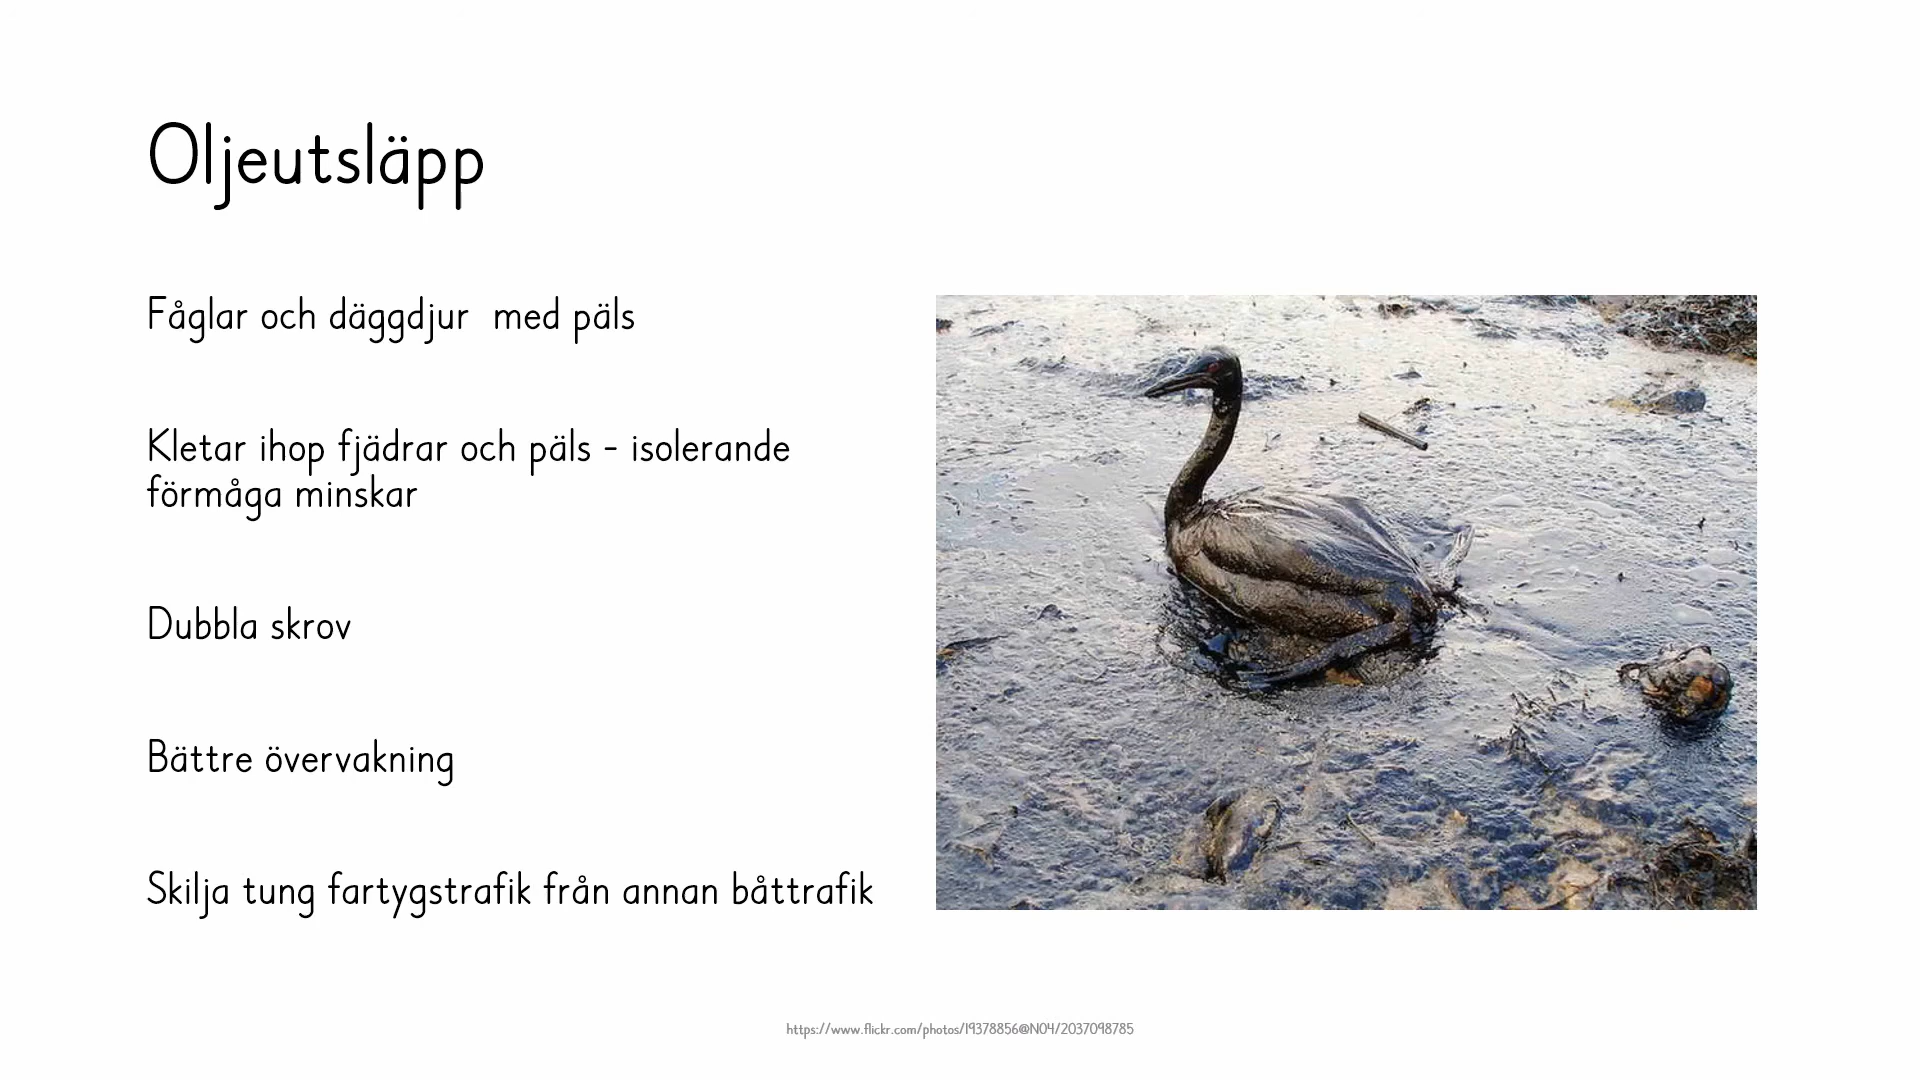 Oljeutsläpp
Fåglar och däggdjur  med päls
Kletar ihop fjädrar och päls - isolerande
förmåga minskar
Dubbla skrov
Bättre övervakning
Skilja tung fartygstrafik från annan båttrafik
https://www.flickr.com/photos/19378856@N04/2037098785